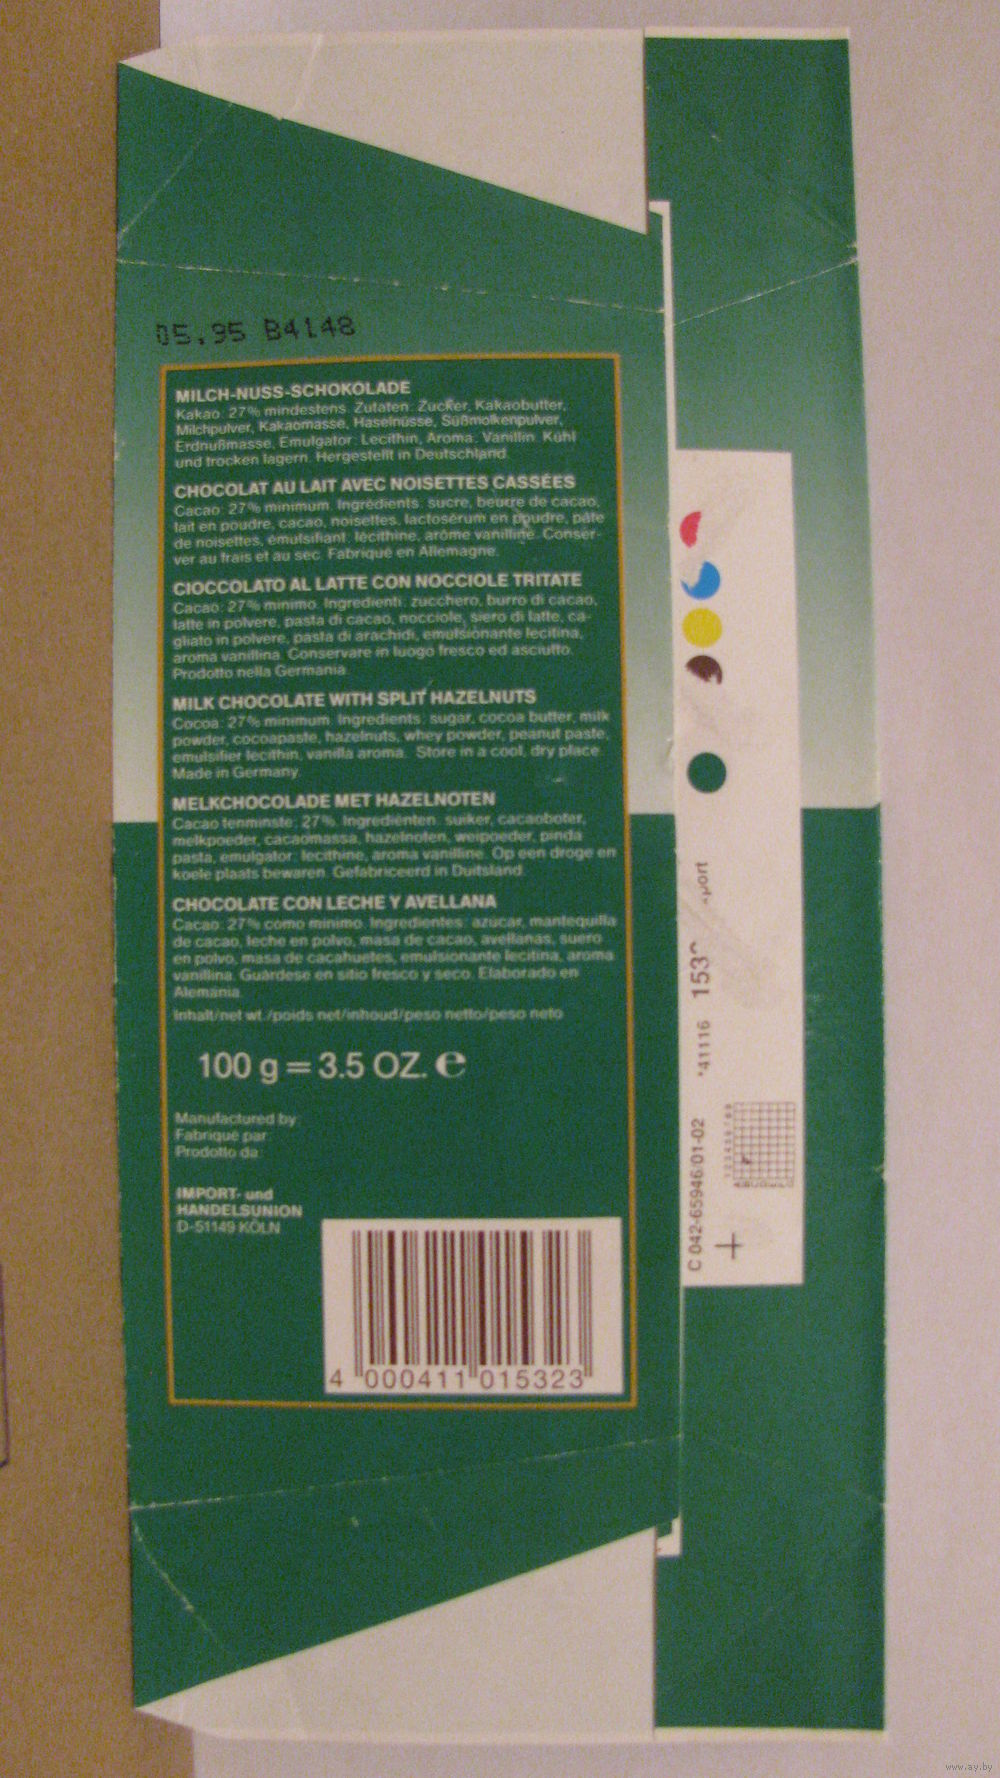 05.95 B4148
MILCH-NUSS-SCHOKOLADE
Kakao: 27% mindestens. Zutaten: Zucker, Kakaobutter,
Milchpulver, Kakaomasse, Haselnüsse, Süßmolkenpulver,
Erdnußmasse, Emulgator: Lecithin, Aroma: Vanillin. Kühl
und trocken lagern. Hergestellt in Deutschland.
CHOCOLAT AU LAIT AVEC NOISETTES CASSÉES
Cacao: 27% minimum. Ingrédients: sucre, beurre de cacao,
lait en poudre, cacao, noisettes, lactosérum en poudre, pâte
de noisettes, émulsifiant: lécithine, arôme vanilline. Conser-
ver au frais et au sec. Fabriqué en Allemagne.
CIOCCOLATO AL LATTE CON NOCCIOLE TRITATE
Cacao: 27% minimo. Ingredienti: zucchero, burro di cacao,
latte in polvere, pasta di cacao, nocciole, siero di latte, ca-
gliato in polvere, pasta di arachidi, emulsionante lecitina,
aroma vanillina. Conservare in luogo fresco ed asciutto.
Prodotto nella Germania.
MILK CHOCOLATE WITH SPLIT HAZELNUTS
Cocoa: 27% minimum. Ingredients: sugar, cocoa butter, milk
powder, cocoapaste, hazelnuts, whey powder, peanut paste,
emulsifier lecithin, vanilla aroma. Store in a cool, dry place.
Made in Germany.
MELKCHOCOLADE MET HAZELNOTEN
Cacao tenminste: 27%. Ingrediënten: suiker, cacaoboter,
melkpoeder, cacaomassa, hazelnoten, weipoeder, pinda
pasta, emulgator: lecithine, aroma vanilline. Op een droge en
koele plaats bewaren. Gefabriceerd in Duitsland.
CHOCOLATE CON LECHE Y AVELLANA
Cacao: 27% como mínimo. Ingredientes: azúcar, mantequilla
de cacao, leche en polvo, masa de cacao, avellanas, suero
en polvo, masa de cacahuetes, emulsionante lecitina, aroma
vanillina. Guárdese en sitio fresco y seco. Elaborado en
Alemania.
Inhalt/net wt./poids net/inhoud/peso netto/peso neto
100 g = 3.5 OZ. ℮
Manufactured by:
Fabriqué par:
Prodotto da:
IMPORT- und
HANDELSUNION
D-51149 KÖLN
4 000411 015323
C 042-65946/01-02 *41116
www.ay.by